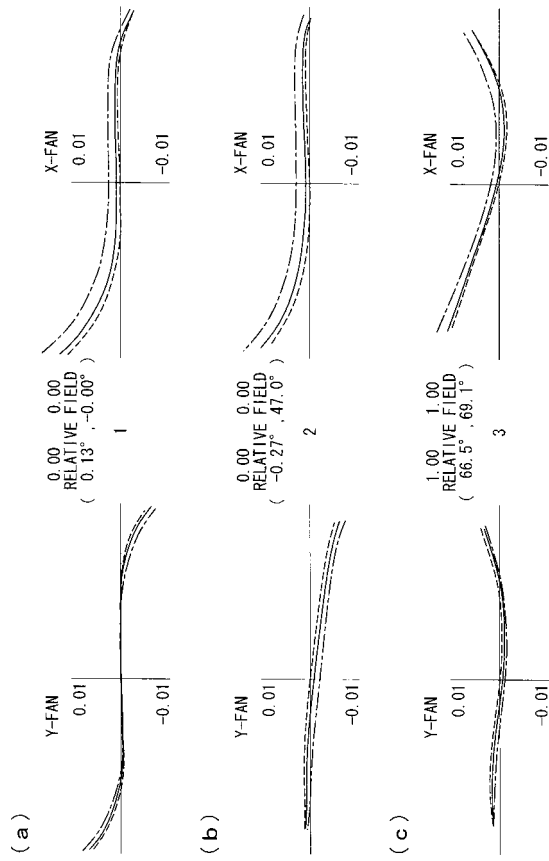 (a)
Y-FAN
0.01
-0.01
0.00 0.00
RELATIVE FIELD
( 0.13° ,-0.00° )
1
X-FAN
0.01
-0.01
(b)
Y-FAN
0.01
-0.01
0.00 0.00
RELATIVE FIELD
( -0.27° ,47.0° )
2
X-FAN
0.01
-0.01
(c)
Y-FAN
0.01
-0.01
1.00 1.00
RELATIVE FIELD
( 66.5° ,69.1° )
3
X-FAN
0.01
-0.01